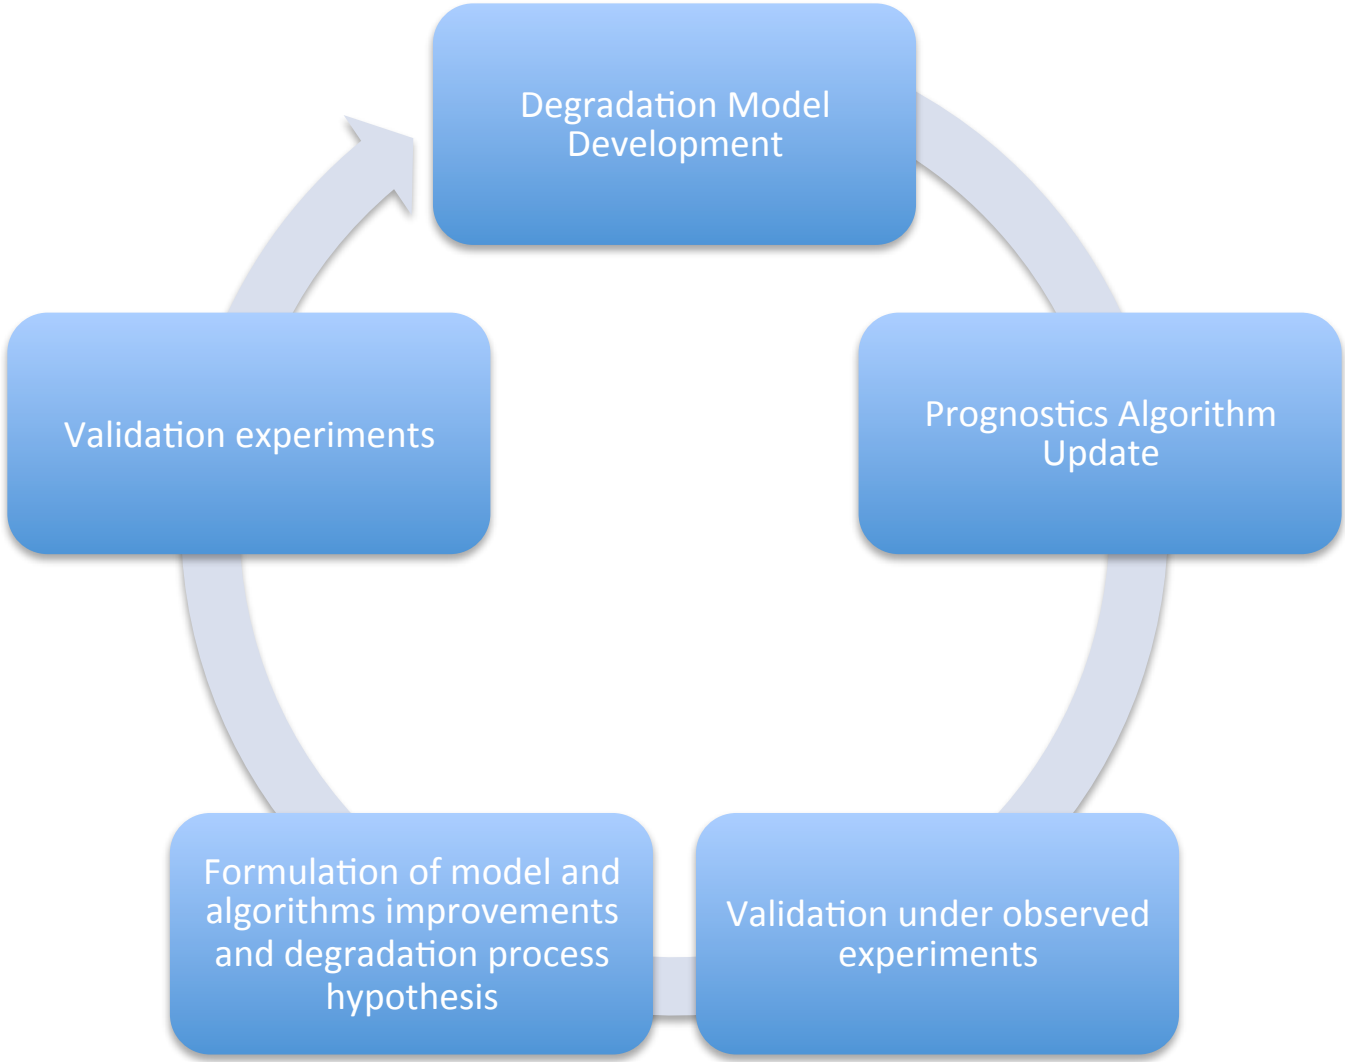 Degradation Model
Development
Prognostics Algorithm
Update
Validation under observed
experiments
Formulation of model and
algorithms improvements
and degradation process
hypothesis
Validation experiments